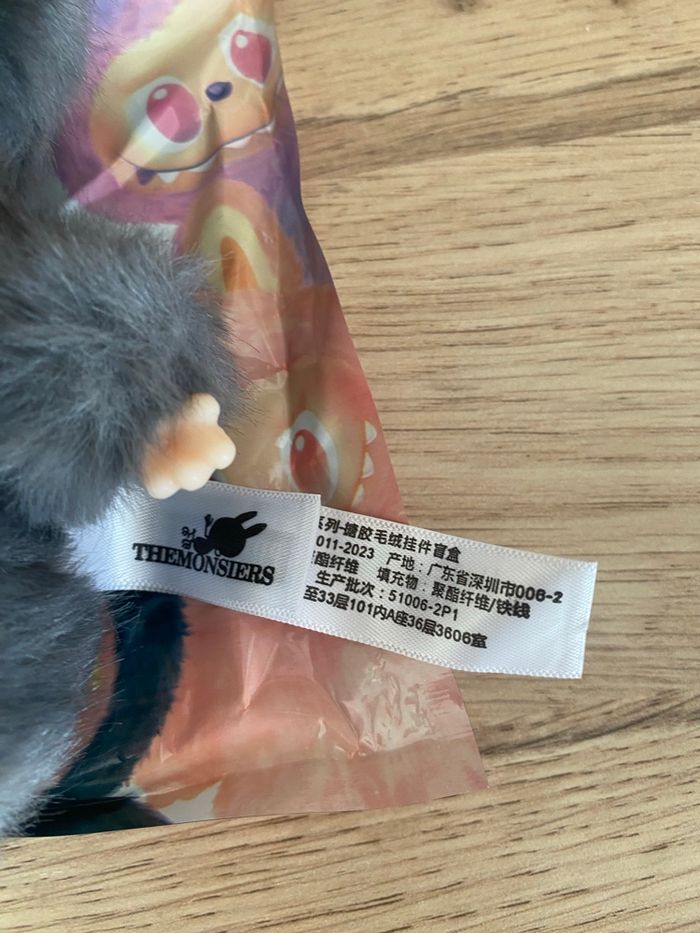 THEMONSIERS
系列-搪胶毛绒挂件盲盒
011-2023 产地:广东省深圳市006-2
聚酯纤维 填充物:聚酯纤维/铁线
生产批次:51006-2P1
至33层101内A座36层3606室